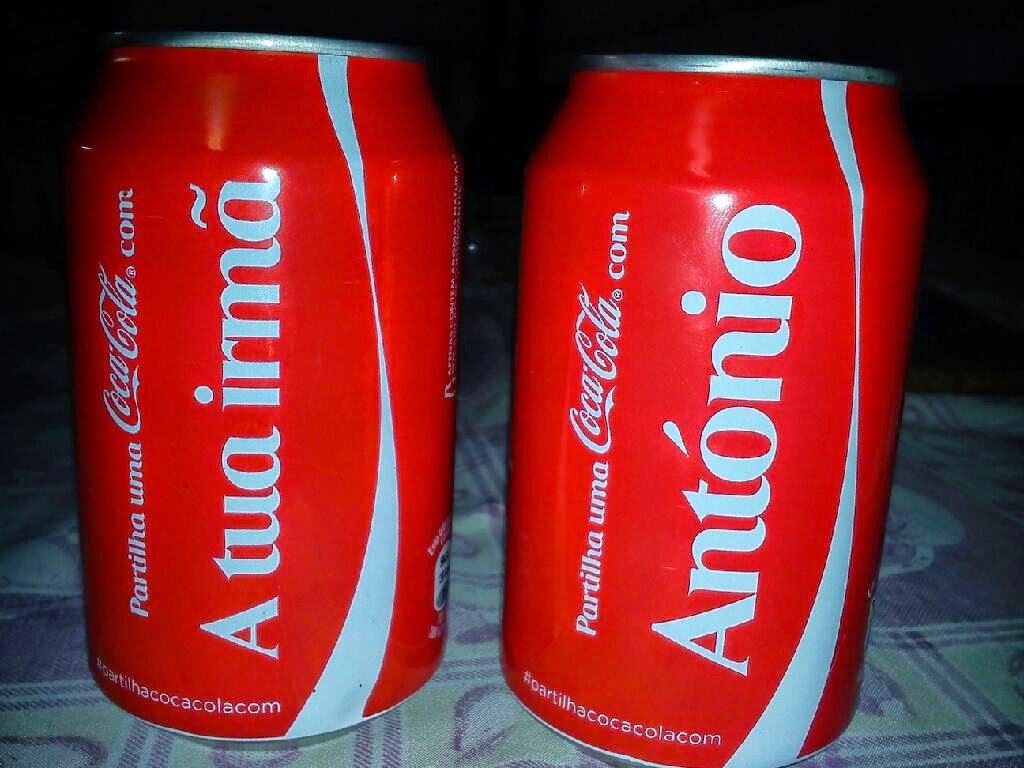 Partilha uma Coca-Cola® com
A tua irmã
#partilhacocacolacom
Partilha uma Coca-Cola® com
António
#partilhacocacolacom